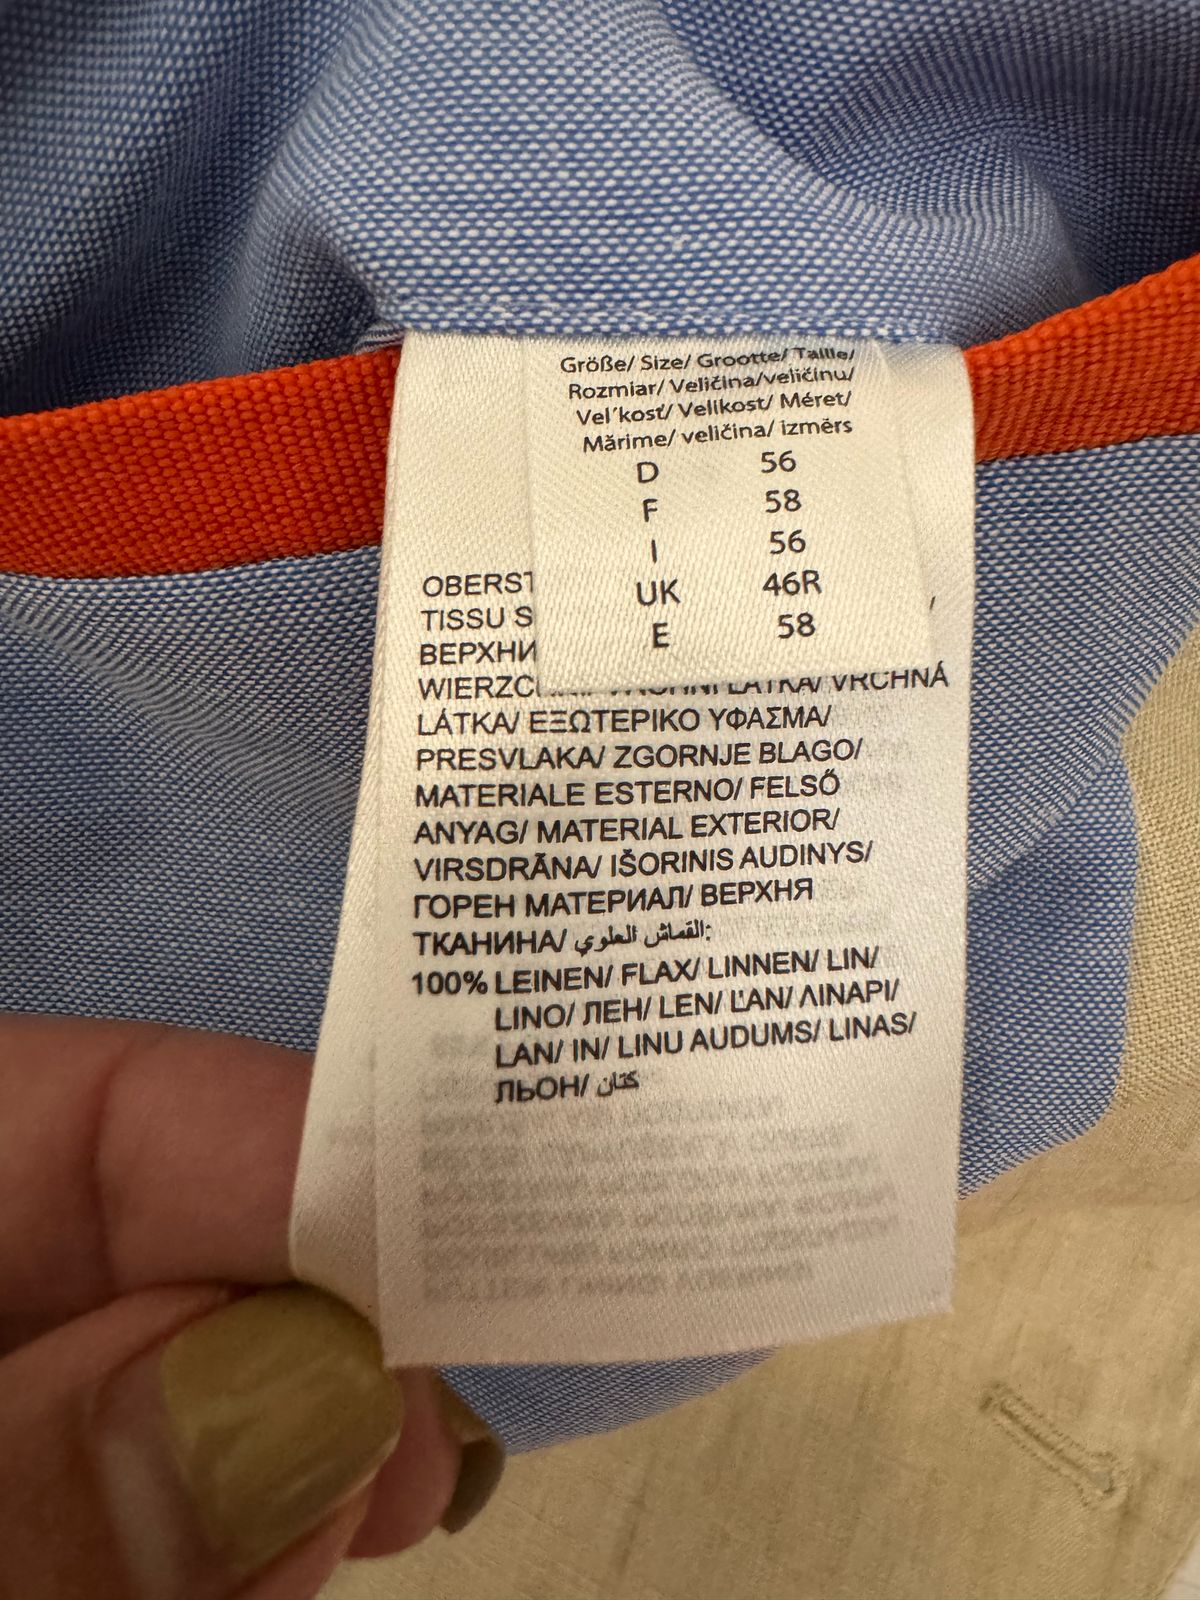 Größe/ Size/ Grootte/ Taille/
Rozmiar/ Veličina/veličinu/
Vel'kosť/ Velikost/ Méret/
Mărime/ veličina/ izmērs
D 56
F 58
I 56
UK 46R
E 58
OBERST
TISSU S
ВЕРХНИ
WIERZC LATKA/ VRCHNÁ
LÁTKA/ ΕΞΩΤΕΡΙΚΟ ΥΦΑΣΜΑ/
PRESVLAKA/ ZGORNJE BLAGO/
MATERIALE ESTERNO/ FELSŐ
ANYAG/ MATERIAL EXTERIOR/
VIRSDRĀNA/ IŠORINIS AUDINYS/
ГОРЕН МАТЕРИАЛ/ ВЕРХНЯ
ТКАНИНА/ القماش العلوي:
100% LEINEN/ FLAX/ LINNEN/ LIN/
LINO/ ЛЕН/ LEN/ ĽAN/ ΛΙΝΑΡΙ/
LAN/ IN/ LINU AUDUMS/ LINAS/
ЛЬОН/ كتان